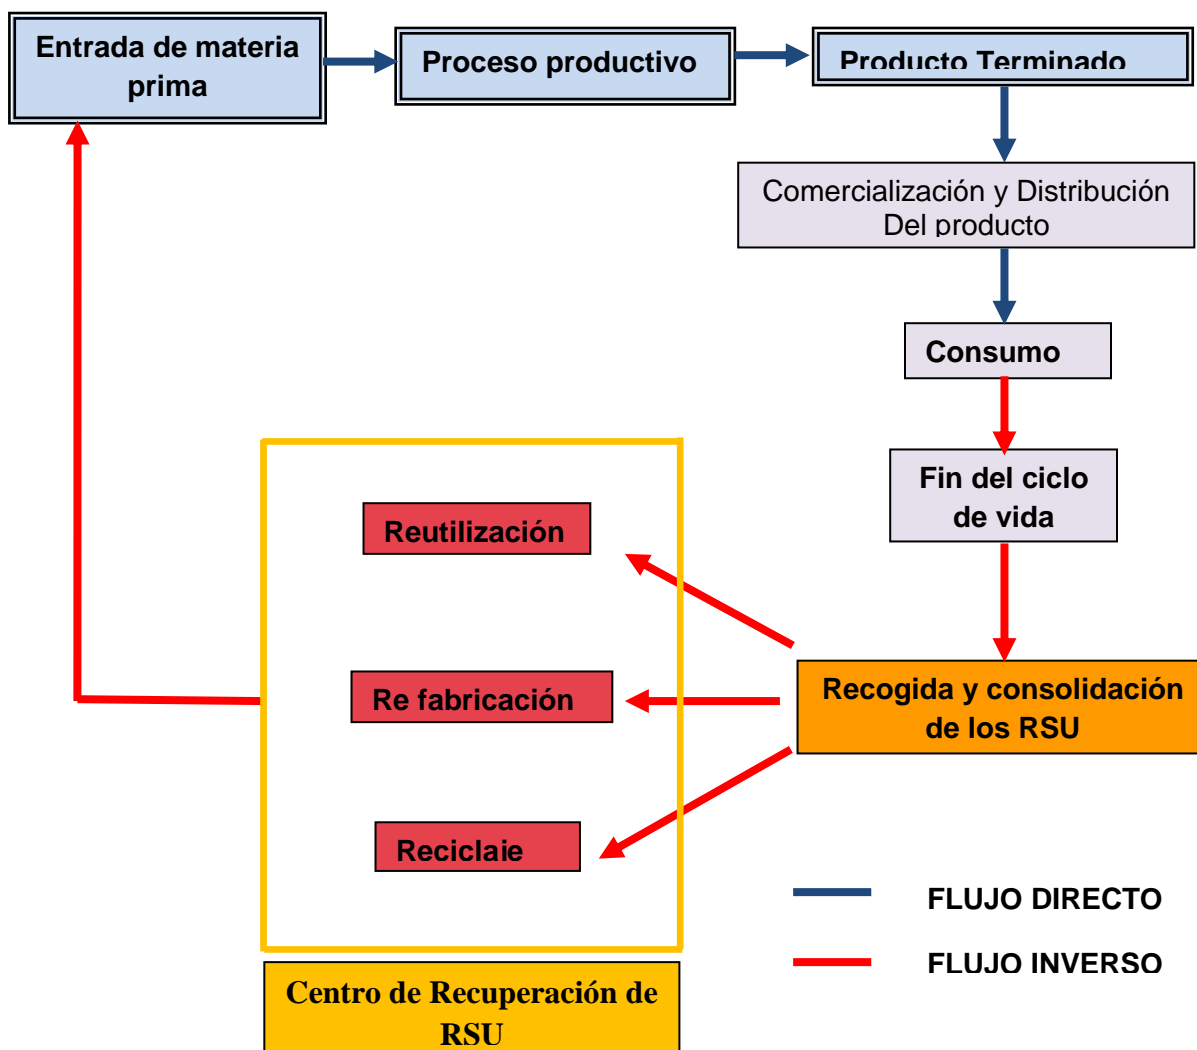 Entrada de materia
prima
Proceso productivo
Producto Terminado
Comercialización y Distribución
Del producto
Consumo
Fin del ciclo
de vida
Reutilización
Re fabricación
Recogida y consolidación
de los RSU
Reciclaje
FLUJO DIRECTO
FLUJO INVERSO
Centro de Recuperación de
RSU